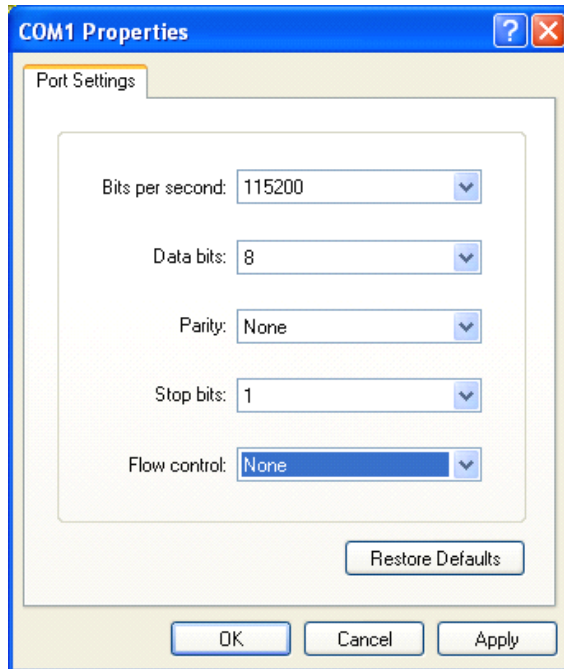 COM1 Properties
Port Settings
Bits per second: 115200
Data bits: 8
Parity: None
Stop bits: 1
Flow control: None
Restore Defaults
OK Cancel Apply